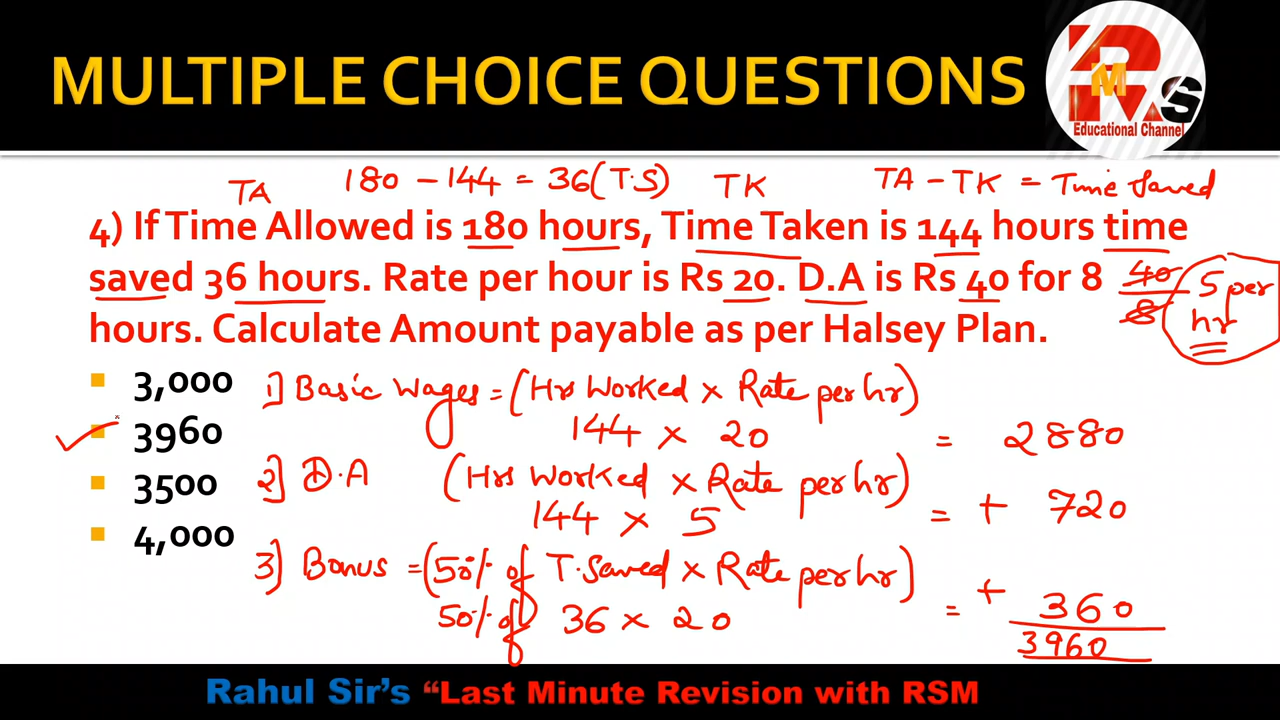 MULTIPLE CHOICE QUESTIONS
RMS
Educational Channel
TA 180 - 144 = 36 (T.S) TK TA - TK = Time Saved
4) If Time Allowed is 180 hours, Time Taken is 144 hours time
saved 36 hours. Rate per hour is Rs 20. D.A is Rs 40 for 8
hours. Calculate Amount payable as per Halsey Plan.
40/8 5 per
hr
3,000
3960
3500
4,000
1] Basic Wages = (Hrs Worked × Rate per hr)
144 × 20 = 2880
2] D.A (Hrs Worked × Rate per hr)
144 × 5 = + 720
3] Bonus = (50% of T.Saved × Rate per hr)
50% of 36 × 20 = + 360
3960
Rahul Sir's “Last Minute Revision with RSM